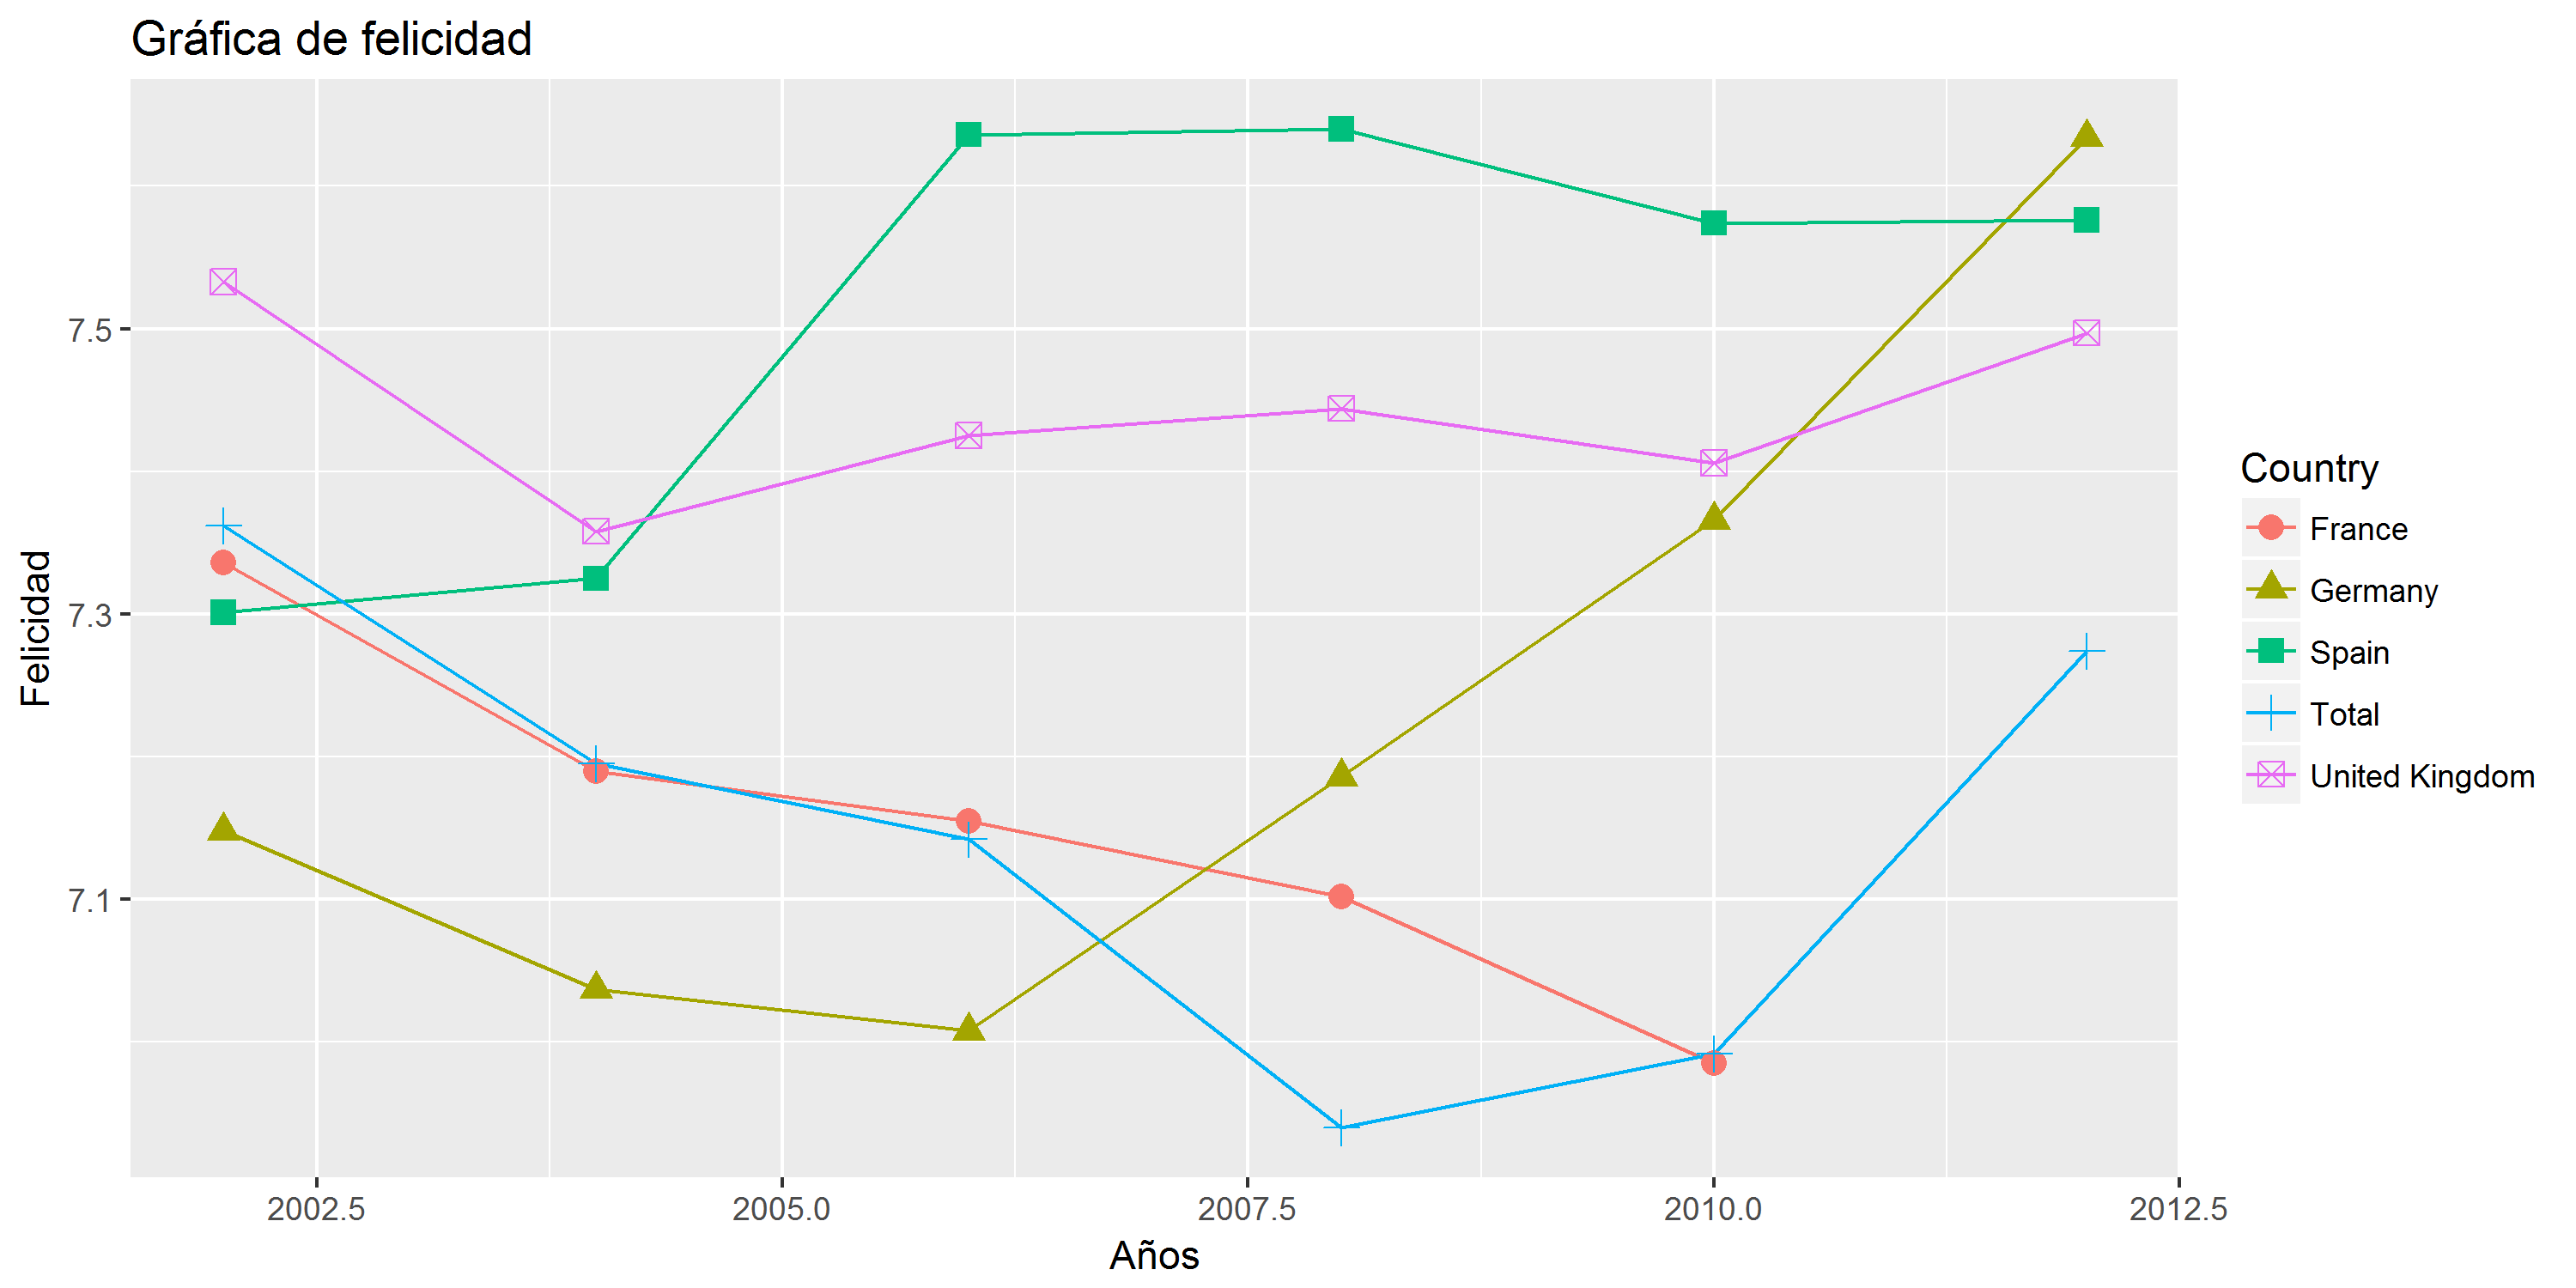 Gráfica de felicidad
Felicidad
7.5
7.3
7.1
2002.5
2005.0
2007.5
2010.0
2012.5
Años
Country
France
Germany
Spain
Total
United Kingdom